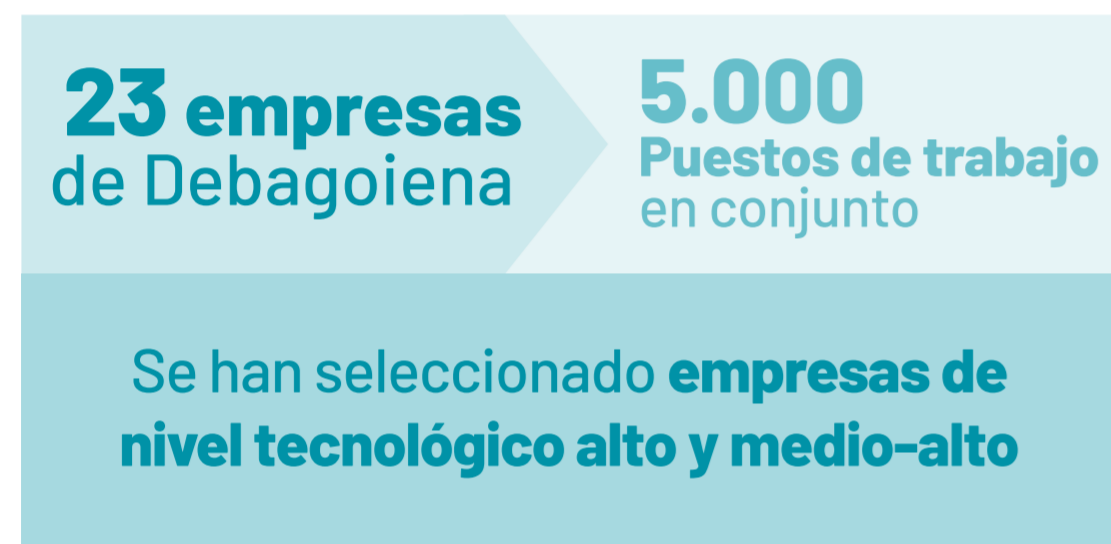 23 empresas
de Debagoiena
5.000
Puestos de trabajo
en conjunto
Se han seleccionado empresas de
nivel tecnológico alto y medio-alto